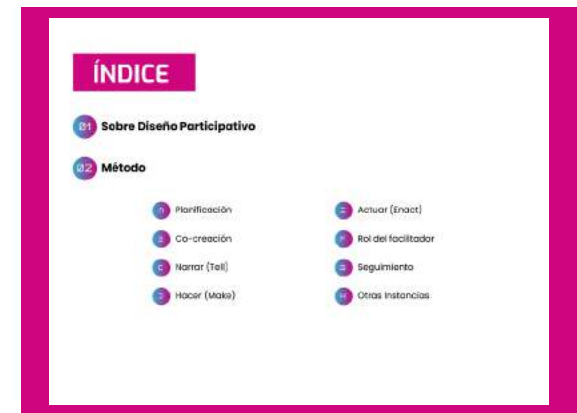 ÍNDICE
01 Sobre Diseño Participativo
02 Método
Planificación
Co-creación
Narrar (Tell)
Hacer (Make)
Actuar (Enact)
Rol del facilitador
Seguimiento
Otras Instancias